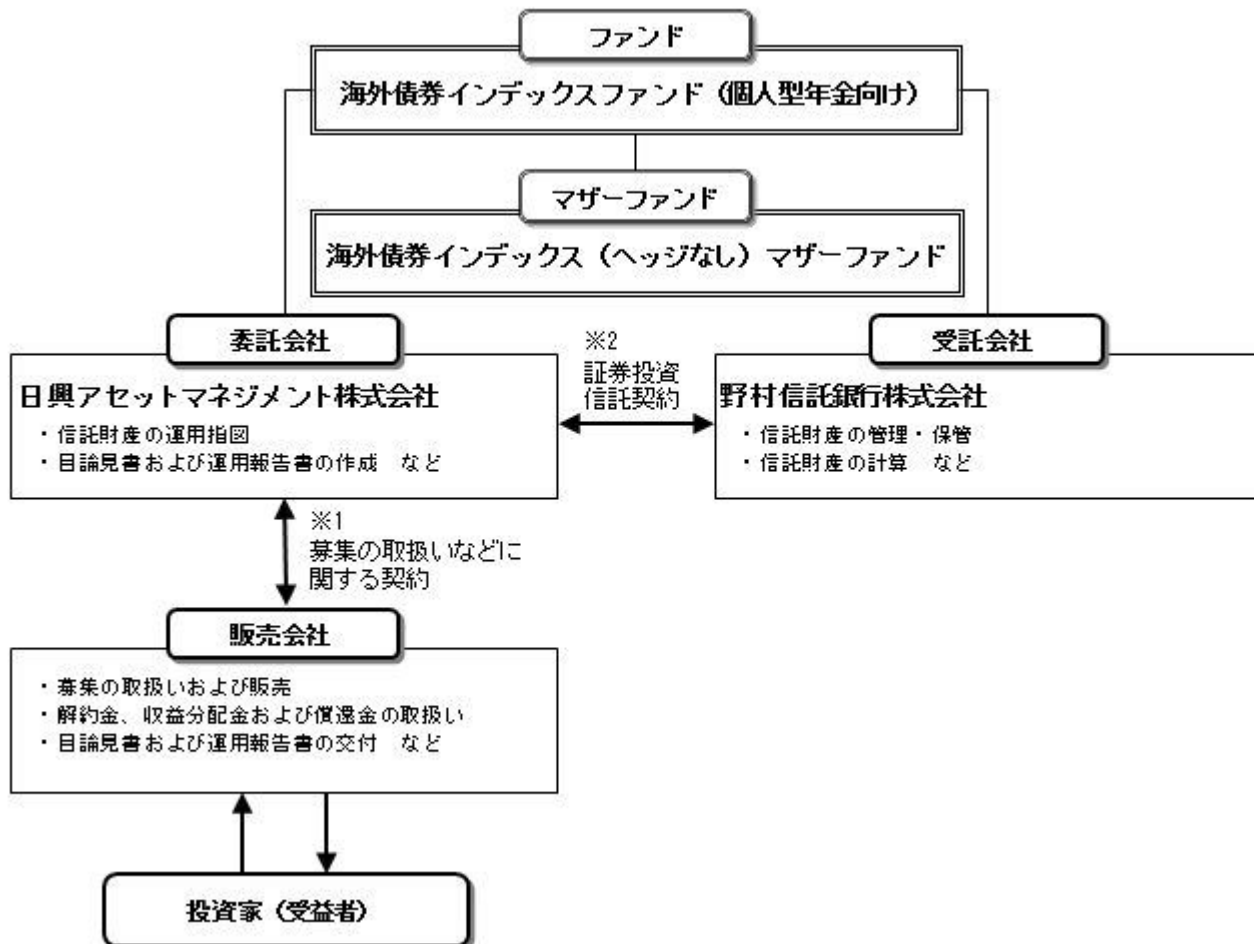 ファンド
海外債券インデックスファンド（個人型年金向け）
マザーファンド
海外債券インデックス（ヘッジなし）マザーファンド
委託会社
日興アセットマネジメント株式会社
・信託財産の運用指図
・目論見書および運用報告書の作成　など
※2
証券投資
信託契約
受託会社
野村信託銀行株式会社
・信託財産の管理・保管
・信託財産の計算　など
※1
募集の取扱いなどに
関する契約
販売会社
・募集の取扱いおよび販売
・解約金、収益分配金および償還金の取扱い
・目論見書および運用報告書の交付　など
投資家（受益者）